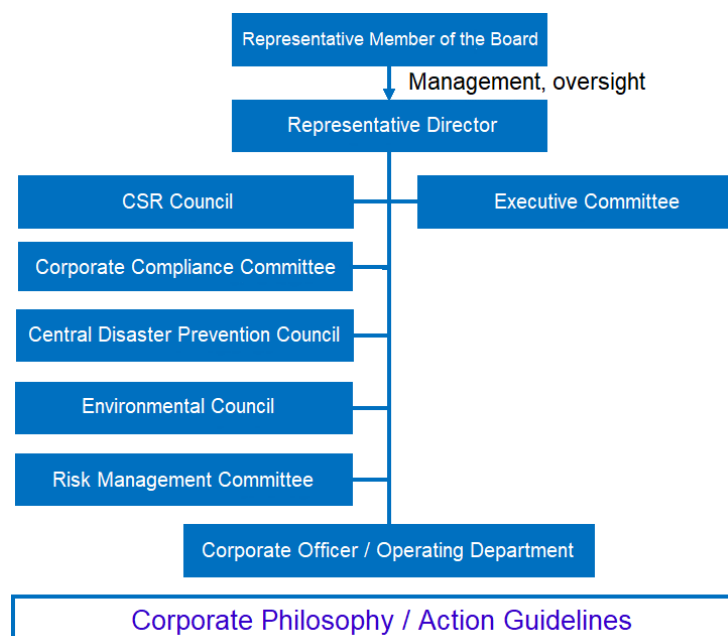 Representative Member of the Board
Management, oversight
Representative Director
CSR Council
Executive Committee
Corporate Compliance Committee
Central Disaster Prevention Council
Environmental Council
Risk Management Committee
Corporate Officer / Operating Department
Corporate Philosophy / Action Guidelines